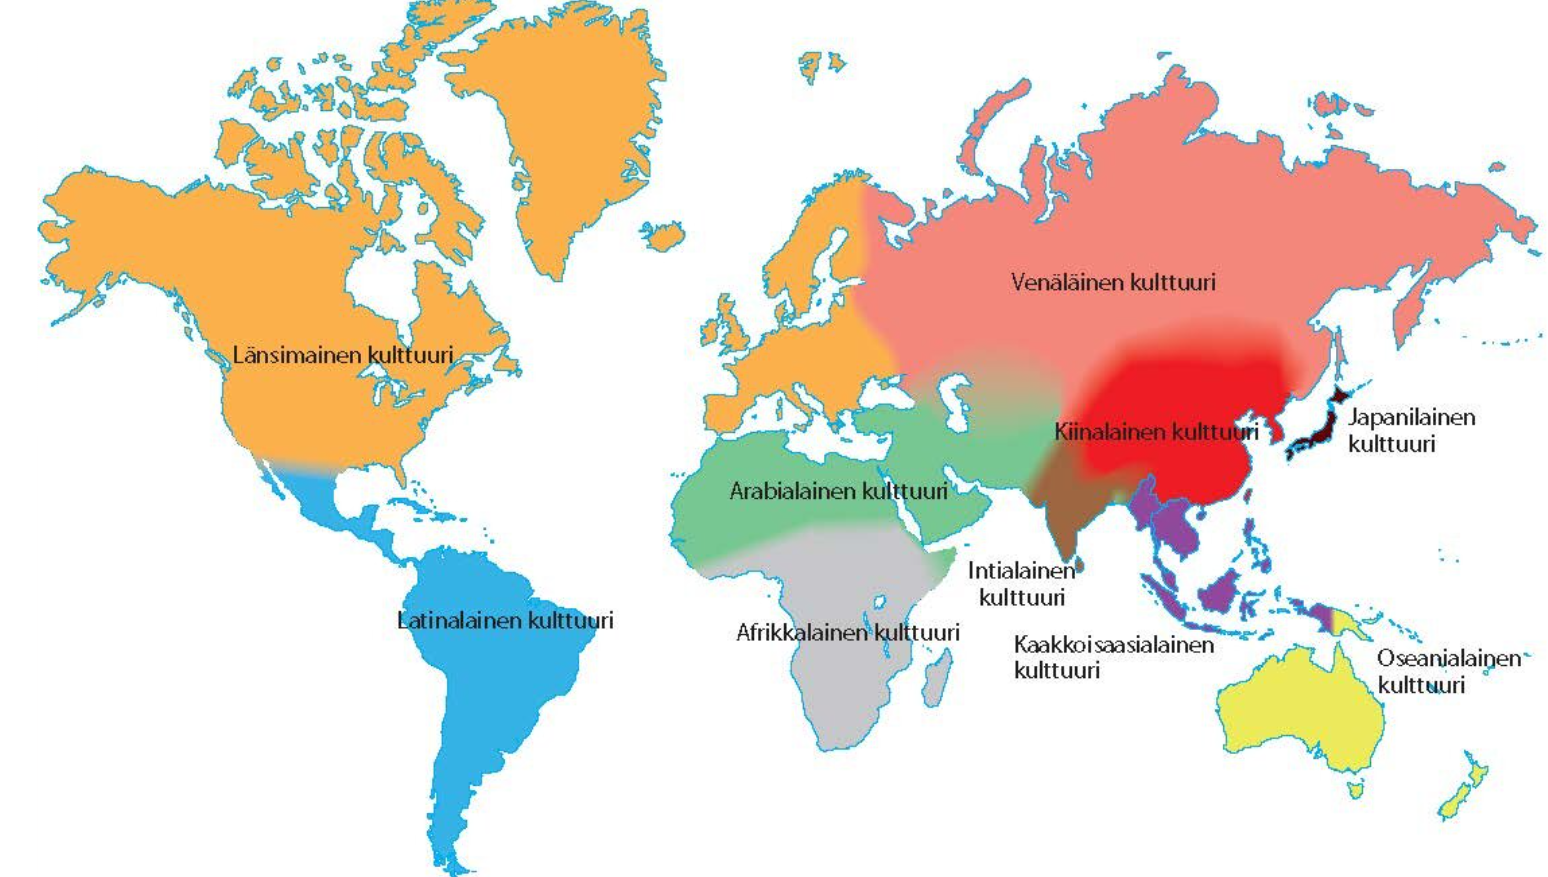 Venäläinen kulttuuri
Länsimainen kulttuuri
Japanilainen
kulttuuri
Kiinalainen kulttuuri
Arabialainen kulttuuri
Intialainen
kulttuuri
Latinalainen kulttuuri
Afrikkalainen kulttuuri
Kaakkoisaasialainen
kulttuuri
Oseanialainen
kulttuuri